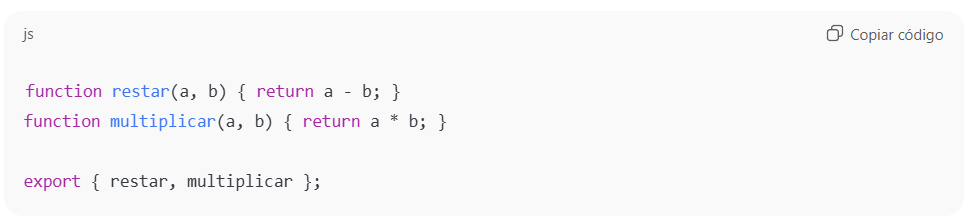 js
Copiar código
function restar(a, b) { return a - b; }
function multiplicar(a, b) { return a * b; }
export { restar, multiplicar };